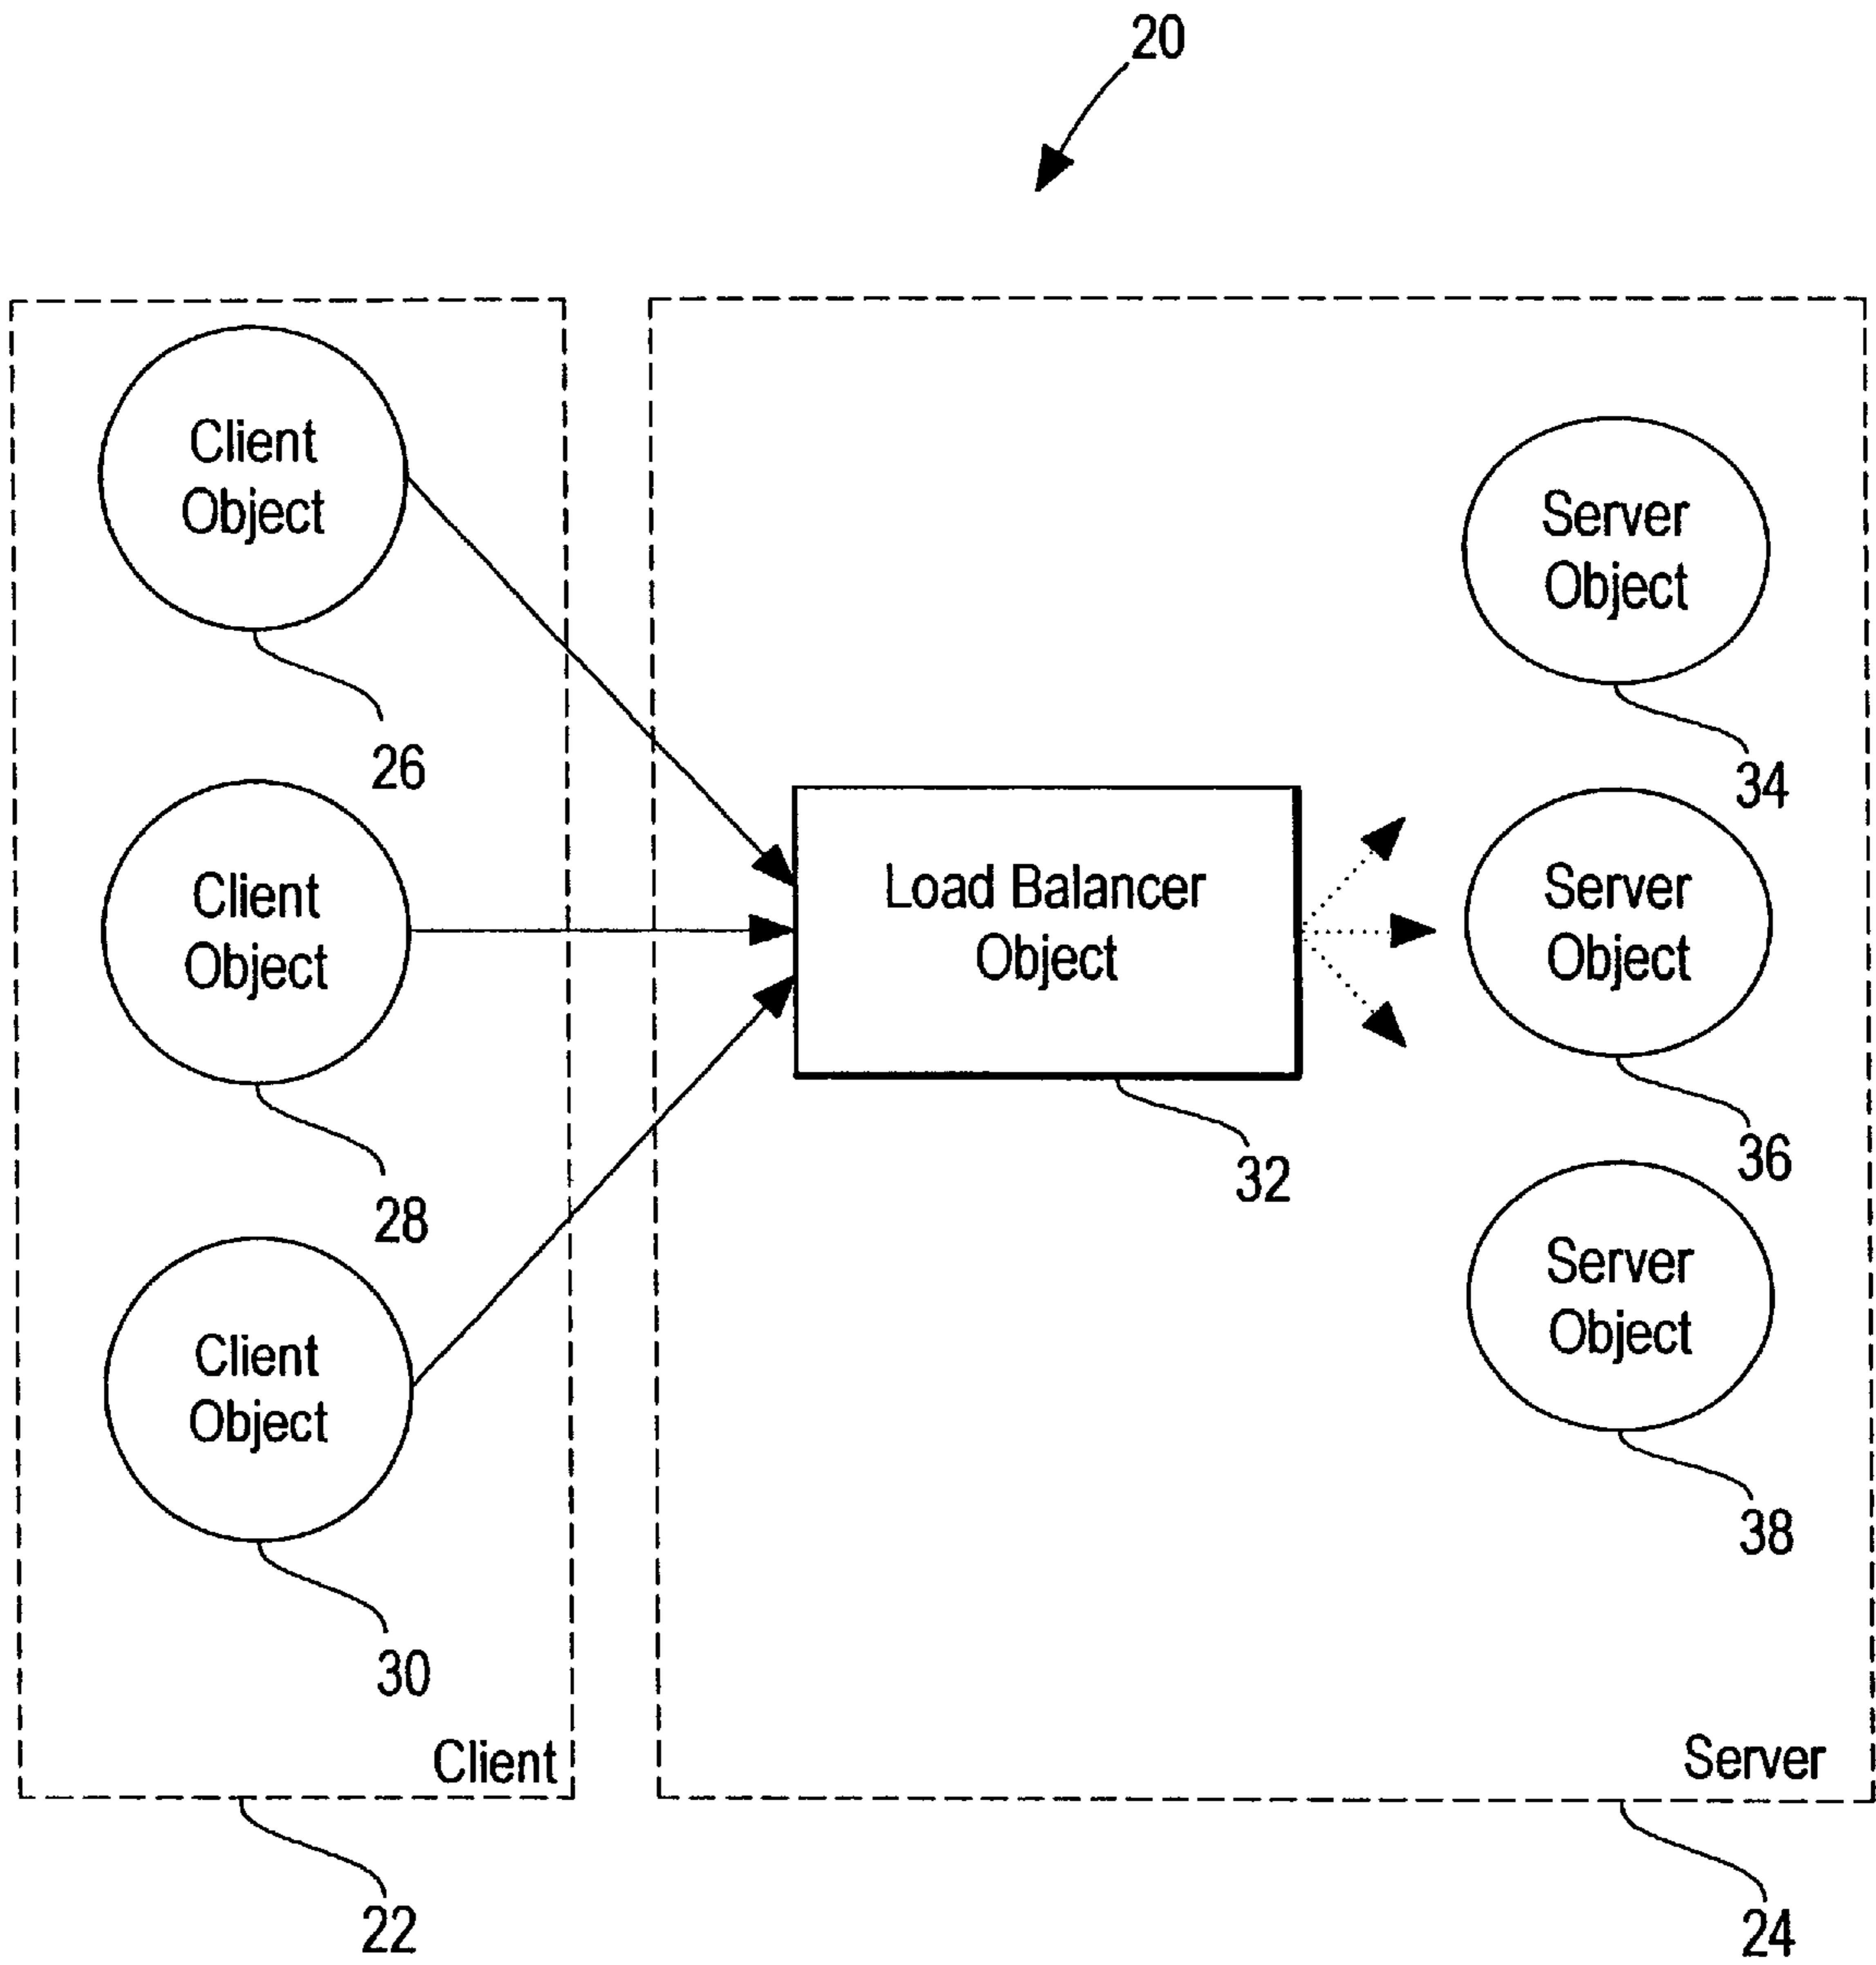 20
Client
Object
26
Client
Object
28
Client
Object
30
Client
22
Load Balancer
Object
32
Server
Object
34
Server
Object
36
Server
Object
38
Server
24